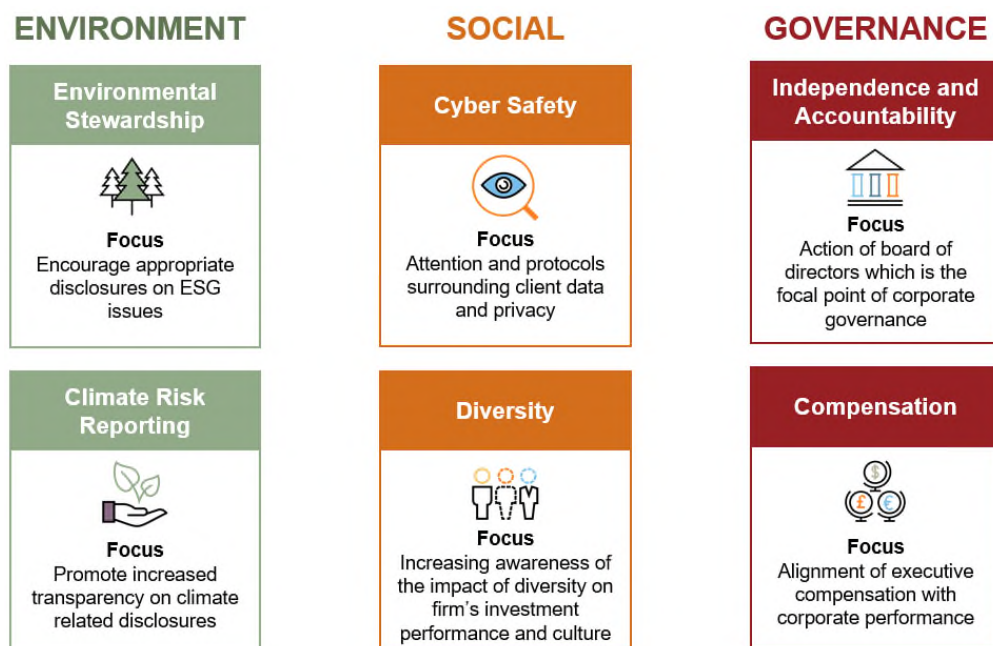 ENVIRONMENT
Environmental
Stewardship
Focus
Encourage appropriate
disclosures on ESG
issues
Climate Risk
Reporting
Focus
Promote increased
transparency on climate
related disclosures
SOCIAL
Cyber Safety
Focus
Attention and protocols
surrounding client data
and privacy
Diversity
Focus
Increasing awareness of
the impact of diversity on
firm's investment
performance and culture
GOVERNANCE
Independence and
Accountability
Focus
Action of board of
directors which is the
focal point of corporate
governance
Compensation
$
£
€
Focus
Alignment of executive
compensation with
corporate performance